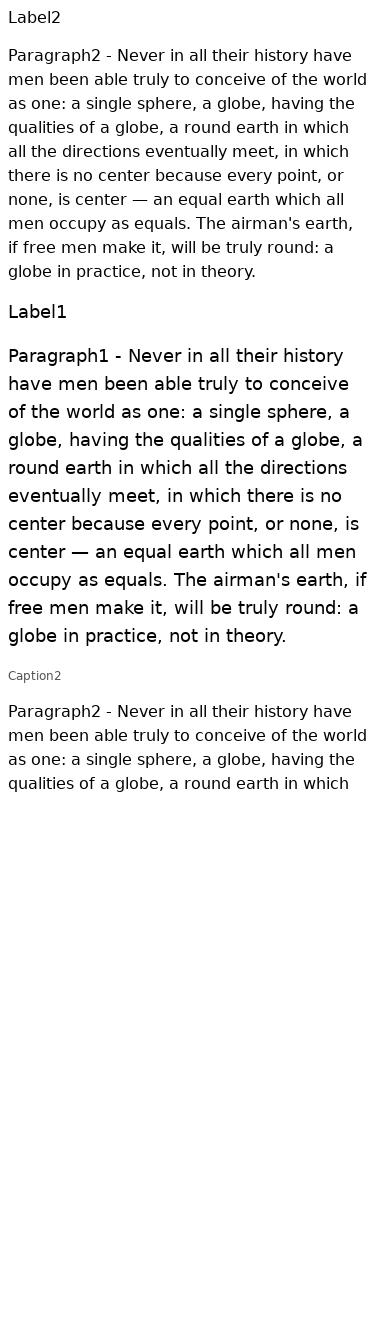 Label2
Paragraph2 - Never in all their history have
men been able truly to conceive of the world
as one: a single sphere, a globe, having the
qualities of a globe, a round earth in which
all the directions eventually meet, in which
there is no center because every point, or
none, is center — an equal earth which all
men occupy as equals. The airman's earth,
if free men make it, will be truly round: a
globe in practice, not in theory.
Label1
Paragraph1 - Never in all their history
have men been able truly to conceive
of the world as one: a single sphere, a
globe, having the qualities of a globe, a
round earth in which all the directions
eventually meet, in which there is no
center because every point, or none, is
center — an equal earth which all men
occupy as equals. The airman's earth, if
free men make it, will be truly round: a
globe in practice, not in theory.
Caption2
Paragraph2 - Never in all their history have
men been able truly to conceive of the world
as one: a single sphere, a globe, having the
qualities of a globe, a round earth in which